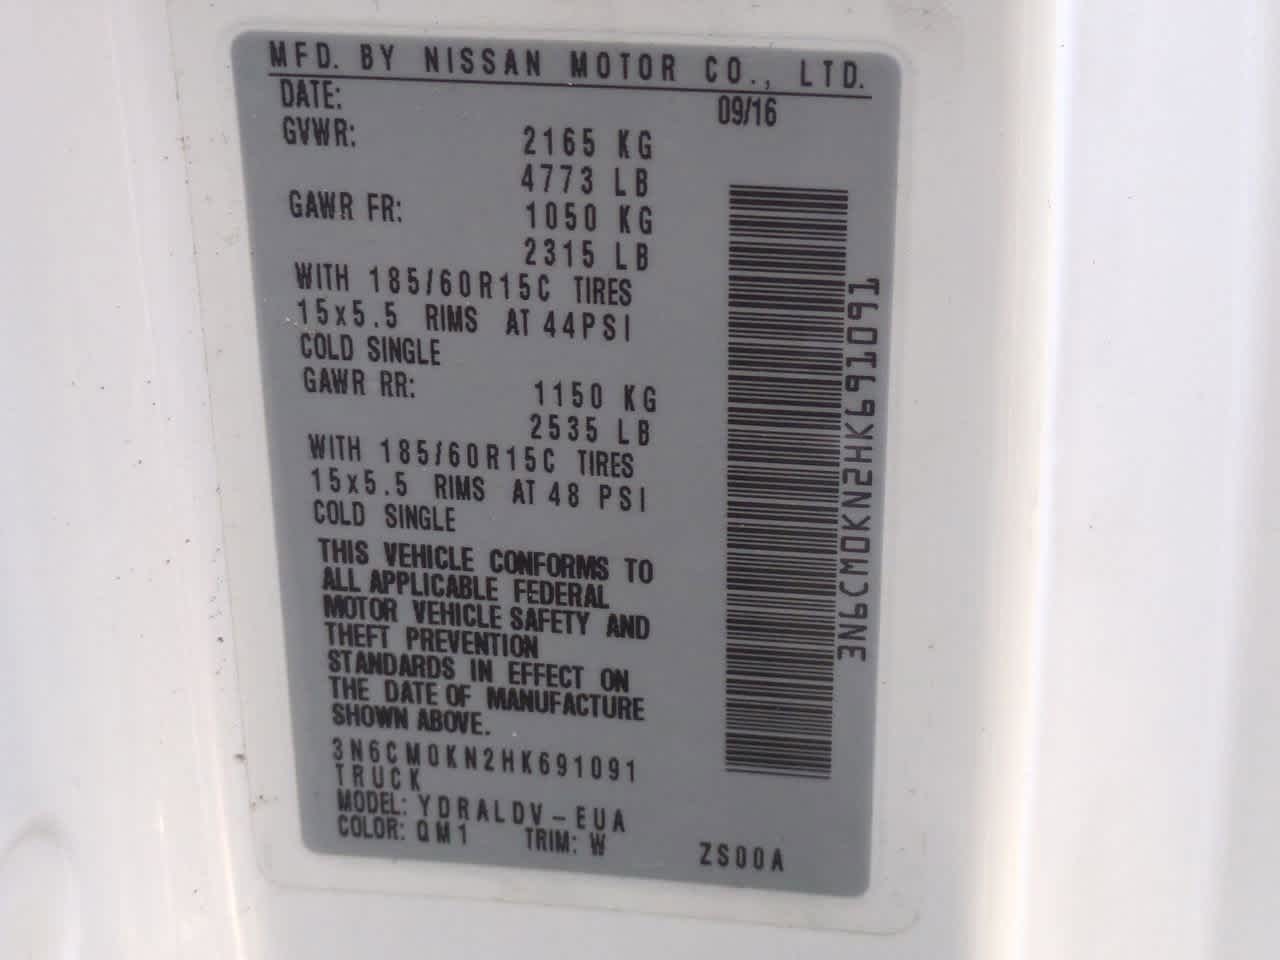 MFD. BY NISSAN MOTOR CO., LTD.
DATE: 09/16
GVWR: 2165 KG
4773 LB
GAWR FR: 1050 KG
2315 LB
WITH 185/60R15C TIRES
15x5.5 RIMS AT 44PSI
COLD SINGLE
GAWR RR: 1150 KG
2535 LB
WITH 185/60R15C TIRES
15x5.5 RIMS AT 48 PSI
COLD SINGLE
THIS VEHICLE CONFORMS TO
ALL APPLICABLE FEDERAL
MOTOR VEHICLE SAFETY AND
THEFT PREVENTION
STANDARDS IN EFFECT ON
THE DATE OF MANUFACTURE
SHOWN ABOVE.
3N6CM0KN2HK691091
TRUCK
MODEL: YDRALDV-EUA
COLOR: QM1 TRIM: W
ZS00A
3N6CM0KN2HK691091